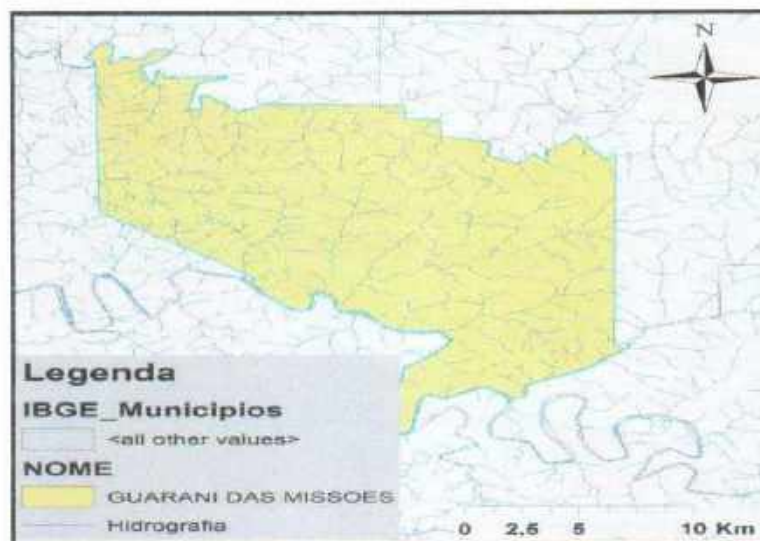 N
Legenda
IBGE_Municipios
<all other values>
NOME
GUARANI DAS MISSOES
Hidrografia
0 2,5 5 10 Km